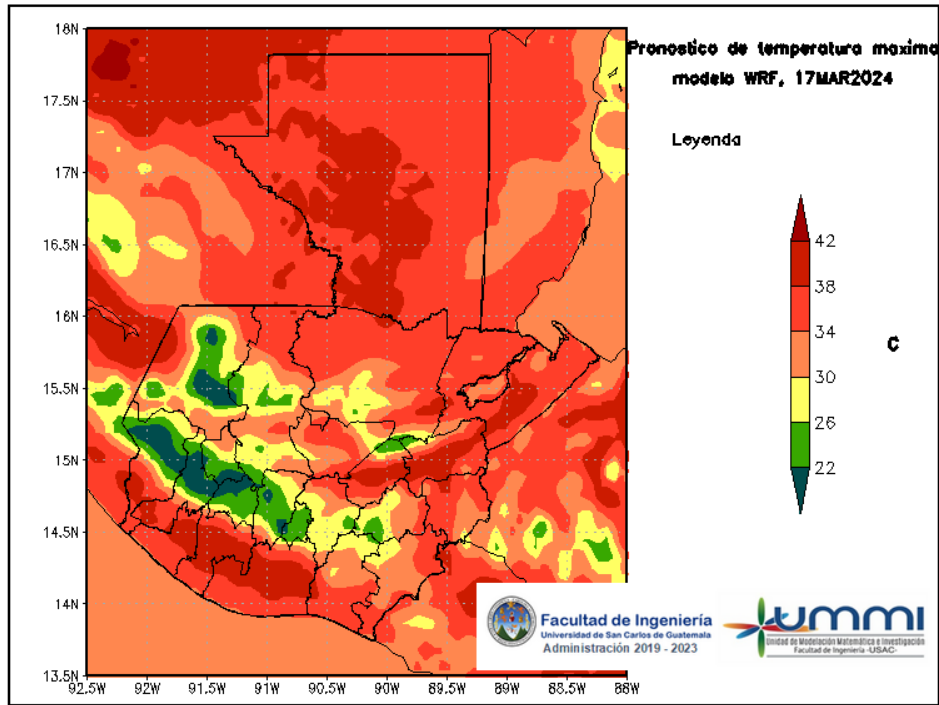 Pronostico de temperatura maxima
modelo WRF, 17MAR2024
Leyenda
42
38
34
30
26
22
C
18N
17.5N
17N
16.5N
16N
15.5N
15N
14.5N
14N
13.5N
92.5W 92W 91.5W 91W 90.5W 90W 89.5W 89W 88.5W 88W
Facultad de Ingeniería
Universidad de San Carlos de Guatemala
Administración 2019 - 2023
ummi
Unidad de Modelación Matemática e Investigación
Facultad de Ingeniería -USAC-